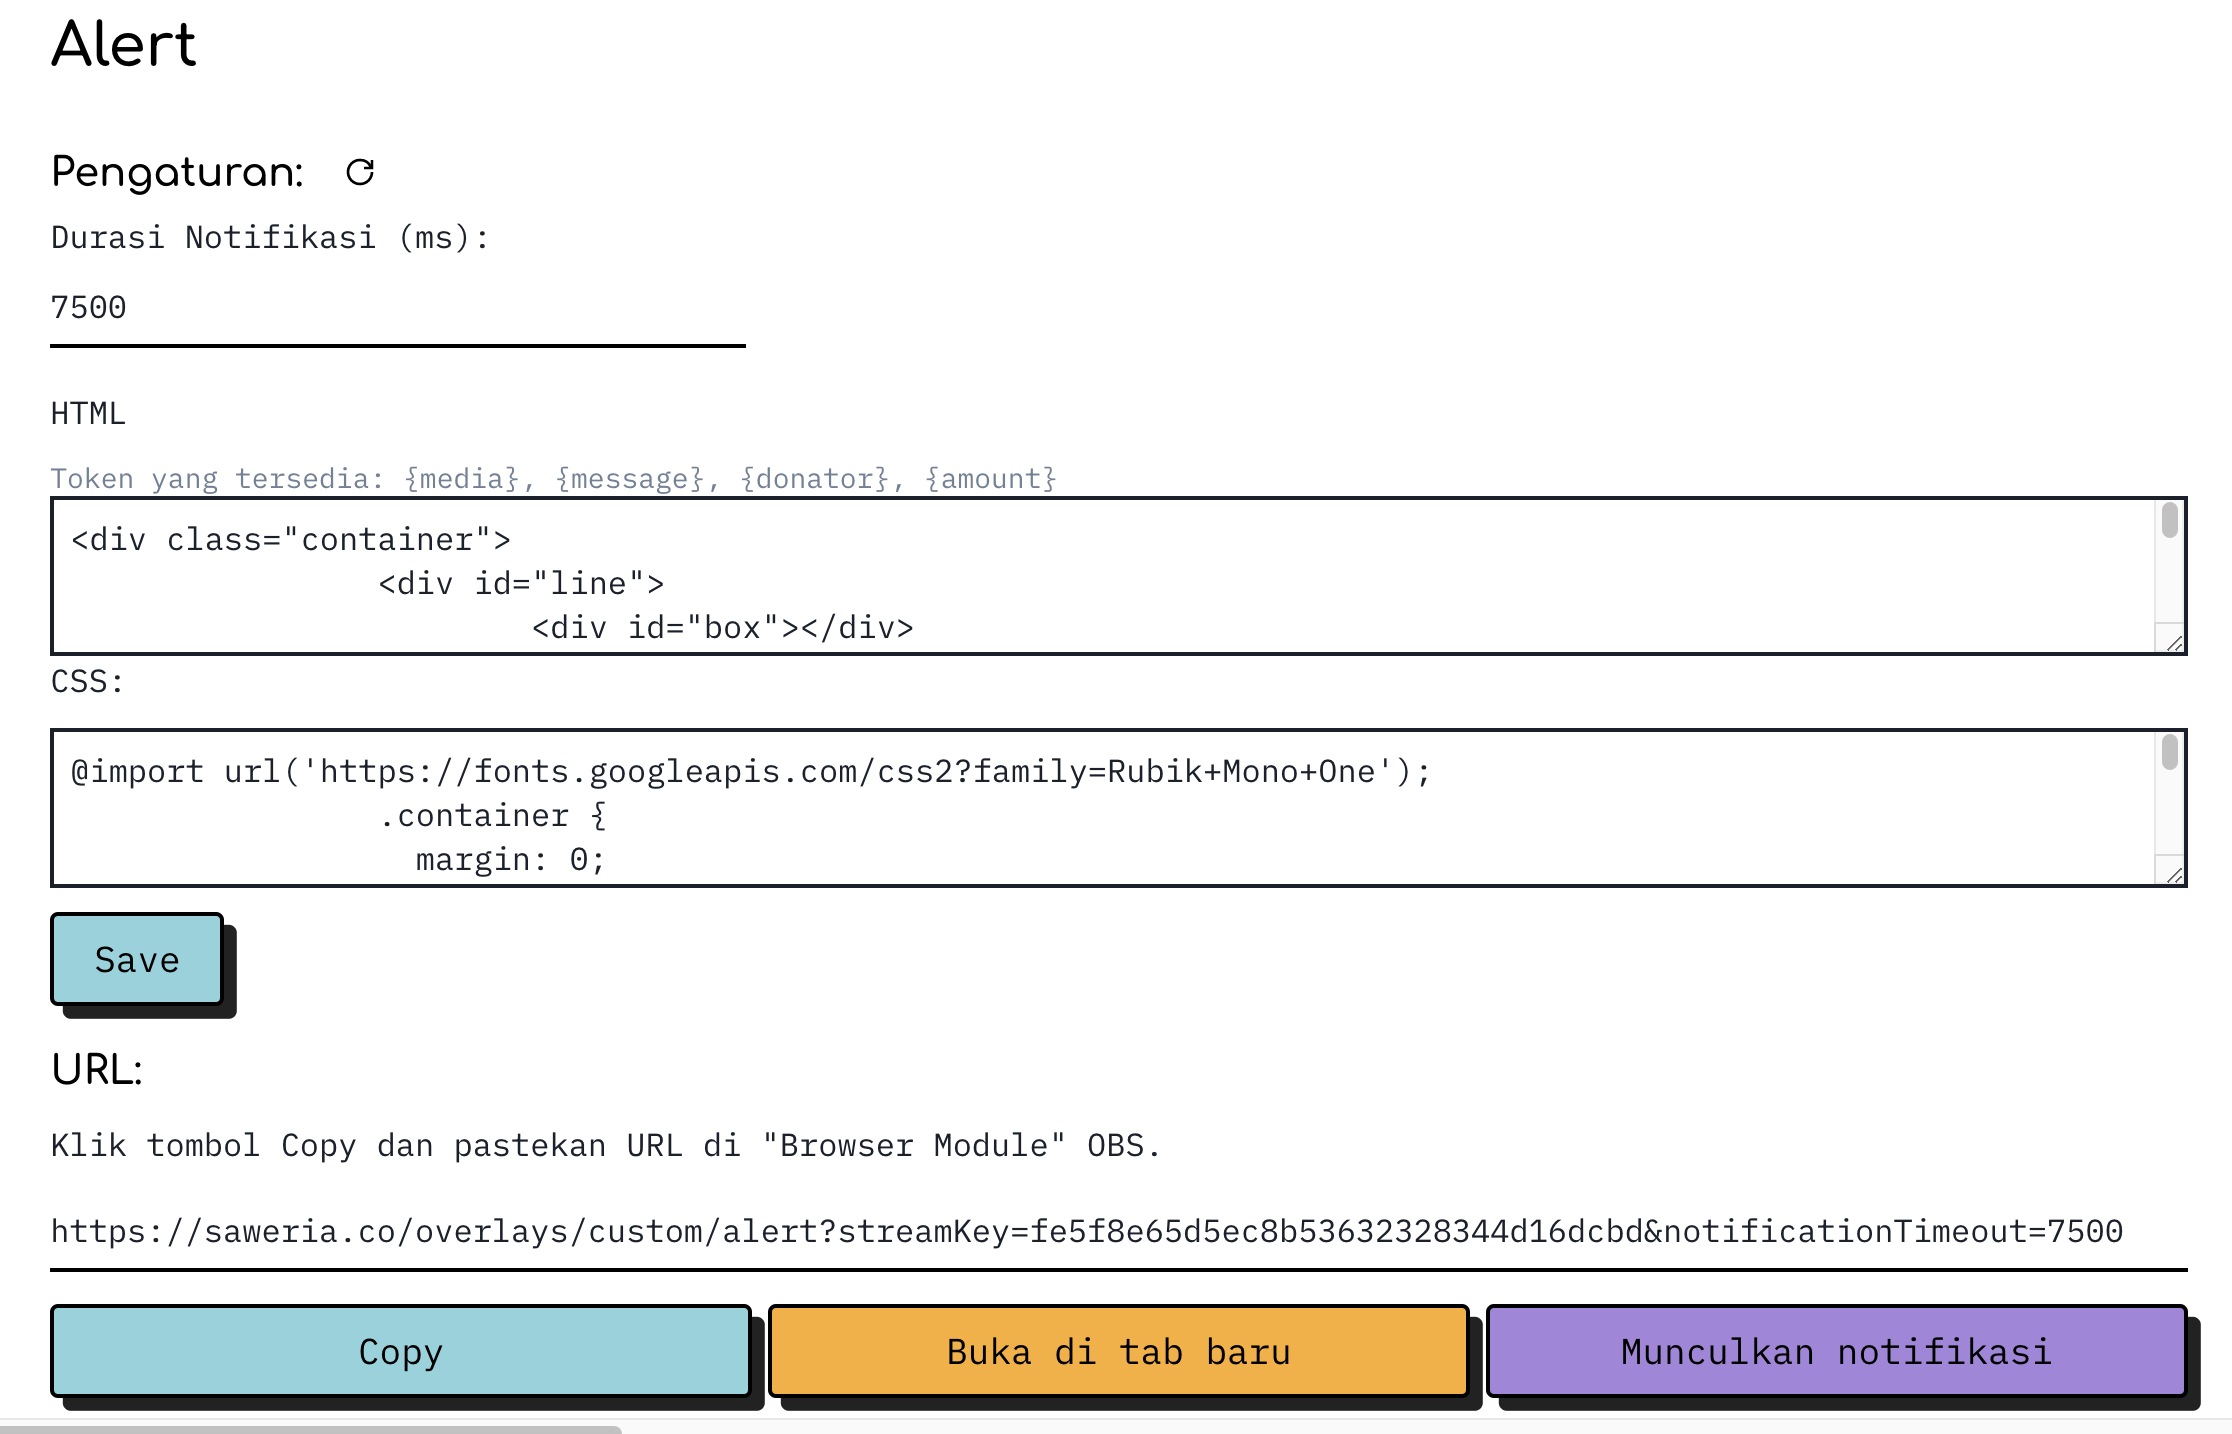 Alert
Pengaturan:
Durasi Notifikasi (ms):
7500
HTML
Token yang tersedia: {media}, {message}, {donator}, {amount}
<div class="container">
<div id="line">
<div id="box"></div>
CSS:
@import url('https://fonts.googleapis.com/css2?family=Rubik+Mono+One');
.container {
margin: 0;
Save
URL:
Klik tombol Copy dan pastekan URL di "Browser Module" OBS.
https://saweria.co/overlays/custom/alert?streamKey=fe5f8e65d5ec8b53632328344d16dcbd&notificationTimeout=7500
Copy
Buka di tab baru
Munculkan notifikasi